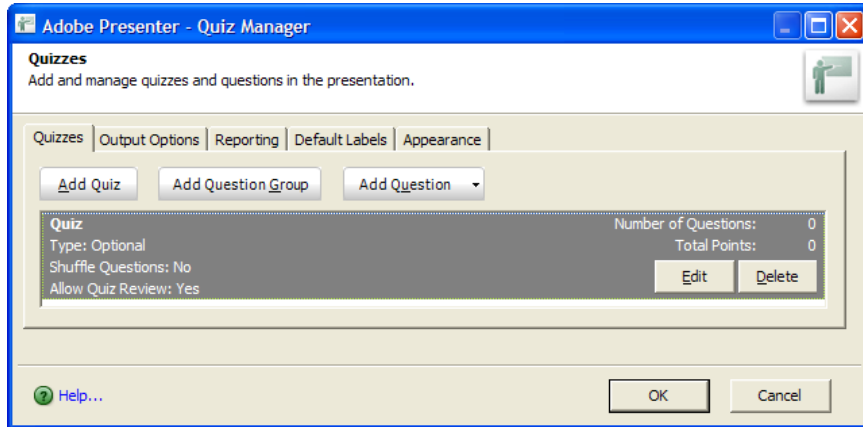 Adobe Presenter - Quiz Manager
Quizzes
Add and manage quizzes and questions in the presentation.
Quizzes Output Options Reporting Default Labels Appearance
Add Quiz Add Question Group Add Question
Quiz Number of Questions: 0
Type: Optional Total Points: 0
Shuffle Questions: No
Allow Quiz Review: Yes
Edit Delete
Help... OK Cancel